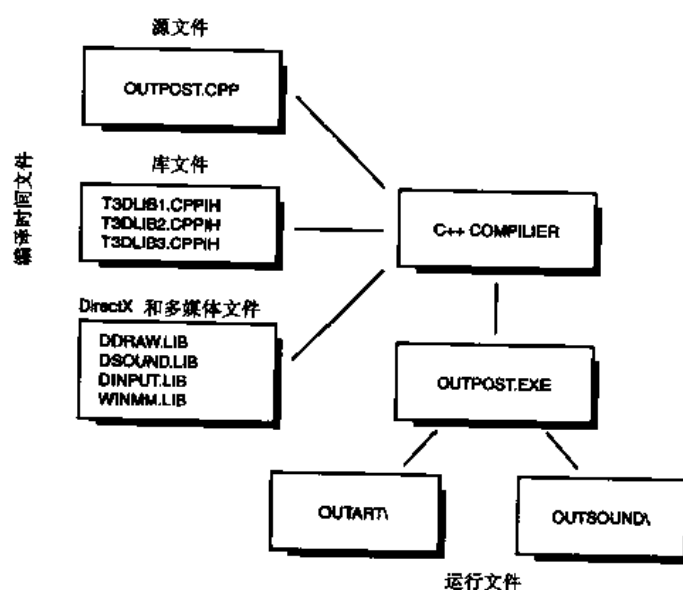 源文件
OUTPOST.CPP
编译时间文件
库文件
T3DLIB1.CPPIH
T3DLIB2.CPPIH
T3DLIB3.CPPIH
C++ COMPILIER
DirectX 和多媒体文件
DDRAW.LIB
DSOUND.LIB
DINPUT.LIB
WINMM.LIB
OUTPOST.EXE
OUTART\
OUTSOUND\
运行文件